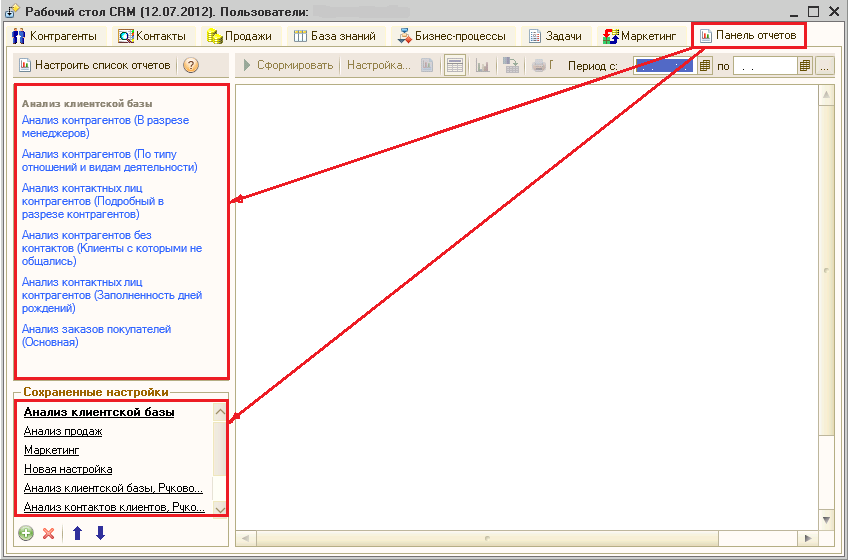 Рабочий стол CRM (12.07.2012). Пользователи:
Контрагенты Контакты Продажи База знаний Бизнес-процессы Задачи Маркетинг Панель отчетов
Настроить список отчетов ? Сформировать Настройка... Период с: . . по . . ...
Анализ клиентской базы
Анализ контрагентов (В разрезе
менеджеров)
Анализ контрагентов (По типу
отношений и видам деятельности)
Анализ контактных лиц
контрагентов (Подробный в
разрезе контрагентов)
Анализ контрагентов без
контактов (Клиенты с которыми не
общались)
Анализ контактных лиц
контрагентов (Заполненность дней
рождений)
Анализ заказов покупателей
(Основная)
Сохраненные настройки
Анализ клиентской базы
Анализ продаж
Маркетинг
Новая настройка
Анализ клиентской базы, Руково...
Анализ контактов клиентов, Руко...